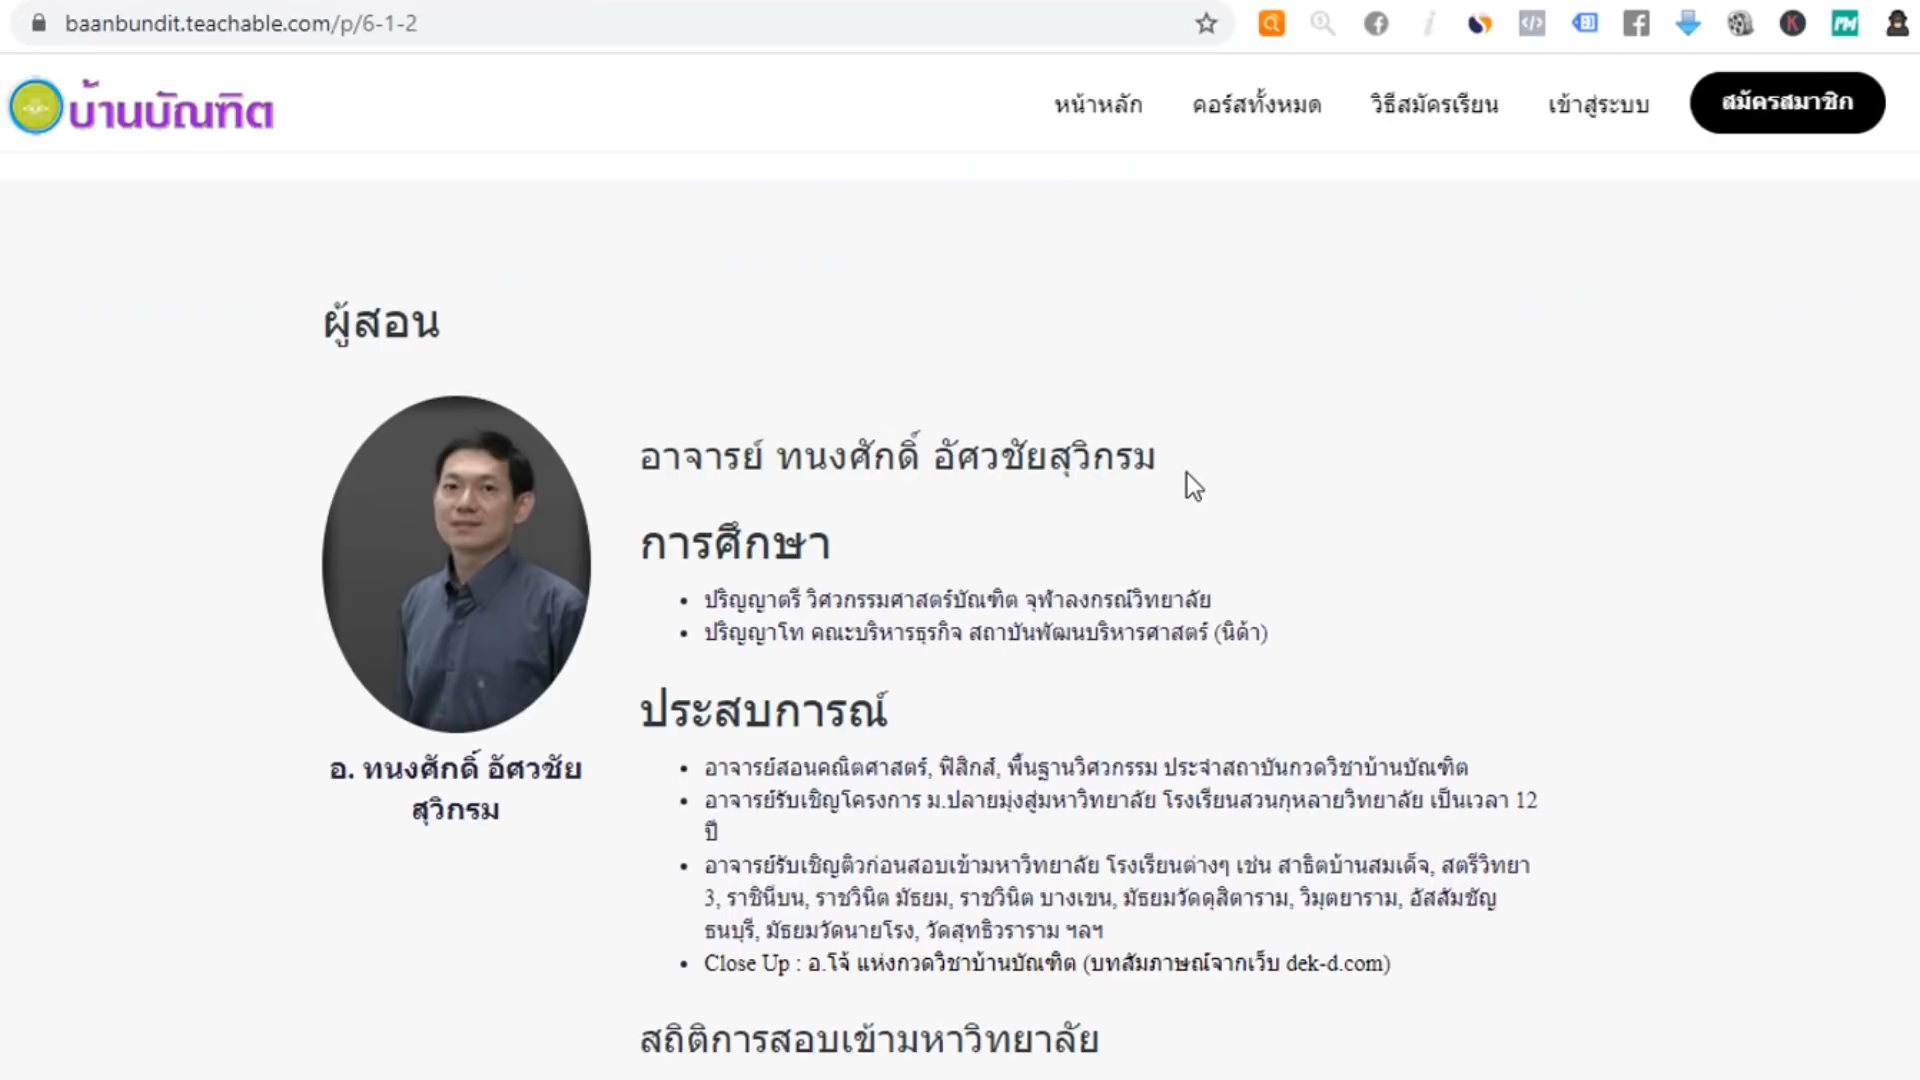 baanbundit.teachable.com/p/6-1-2
บ้านบัณฑิต
หน้าหลัก
คอร์สทั้งหมด
วิธีสมัครเรียน
เข้าสู่ระบบ
สมัครสมาชิก
ผู้สอน
อ. ทนงศักดิ์ อัศวชัย
สุวิกรม
อาจารย์ ทนงศักดิ์ อัศวชัยสุวิกรม
การศึกษา
• ปริญญาตรี วิศวกรรมศาสตร์บัณฑิต จุฬาลงกรณ์วิทยาลัย
• ปริญญาโท คณะบริหารธุรกิจ สถาบันพัฒนบริหารศาสตร์ (นิด้า)
ประสบการณ์
• อาจารย์สอนคณิตศาสตร์, ฟิสิกส์, พื้นฐานวิศวกรรม ประจำสถาบันกวดวิชาบ้านบัณฑิต
• อาจารย์รับเชิญโครงการ ม.ปลายมุ่งสู่มหาวิทยาลัย โรงเรียนสวนกุหลายวิทยาลัย เป็นเวลา 12
ปี
• อาจารย์รับเชิญติวก่อนสอบเข้ามหาวิทยาลัย โรงเรียนต่างๆ เช่น สาธิตบ้านสมเด็จ, สตรีวิทยา
3, ราชินีบน, ราชวินิต มัธยม, ราชวินิต บางเขน, มัธยมวัดดุสิตาราม, วิมุตยาราม, อัสสัมชัญ
ธนบุรี, มัธยมวัดนายโรง, วัดสุทธิวราราม ฯลฯ
• Close Up : อ.โจ้ แห่งกวดวิชาบ้านบัณฑิต (บทสัมภาษณ์จากเว็บ dek-d.com)
สถิติการสอบเข้ามหาวิทยาลัย